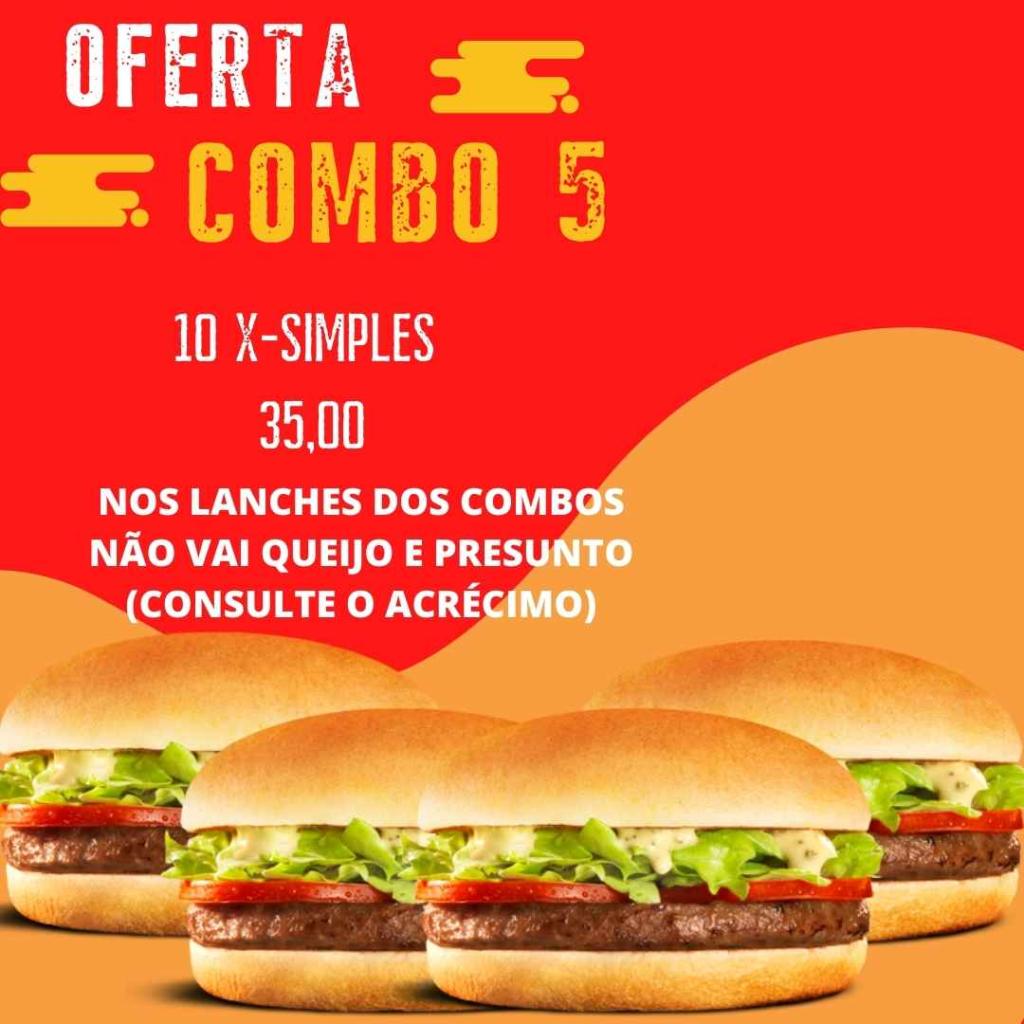 OFERTA
COMBO 5
10 X-SIMPLES
35,00
NOS LANCHES DOS COMBOS
NÃO VAI QUEIJO E PRESUNTO
(CONSULTE O ACRÉCIMO)